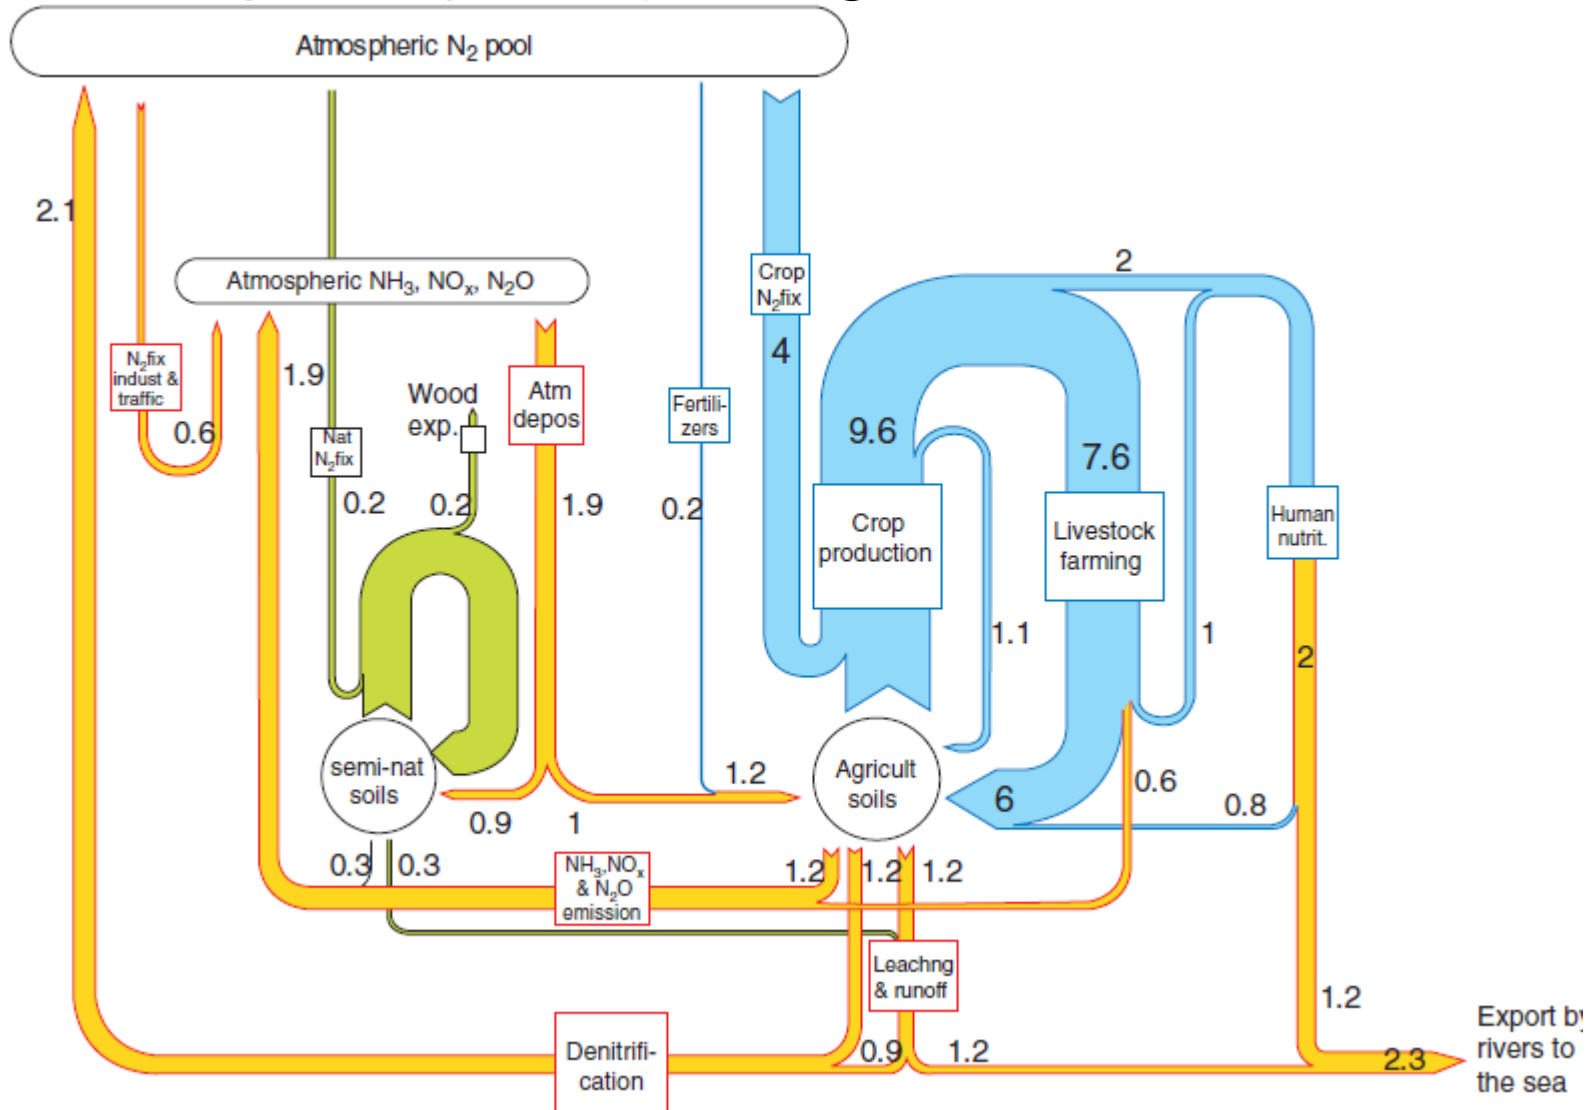 Atmospheric N₂ pool
2.1
Atmospheric NH₃, NOₓ, N₂O
Crop
N₂fix
2
4
N₂fix
indust &
traffic
0.6
1.9
Wood
exp.
Atm
depos
Fertili-
zers
9.6
7.6
Nat
N₂fix
0.2
0.2
1.9
0.2
Crop
production
Livestock
farming
Human
nutrit.
1.1
1
2
semi-nat
soils
Agricult
soils
1.2
0.9
1
6
0.6
0.8
0.3
0.3
NH₃,NOₓ
& N₂O
emission
1.2
1.2
1.2
Leachng
& runoff
1.2
Denitrifi-
cation
0.9
1.2
2.3
Export by
rivers to
the sea